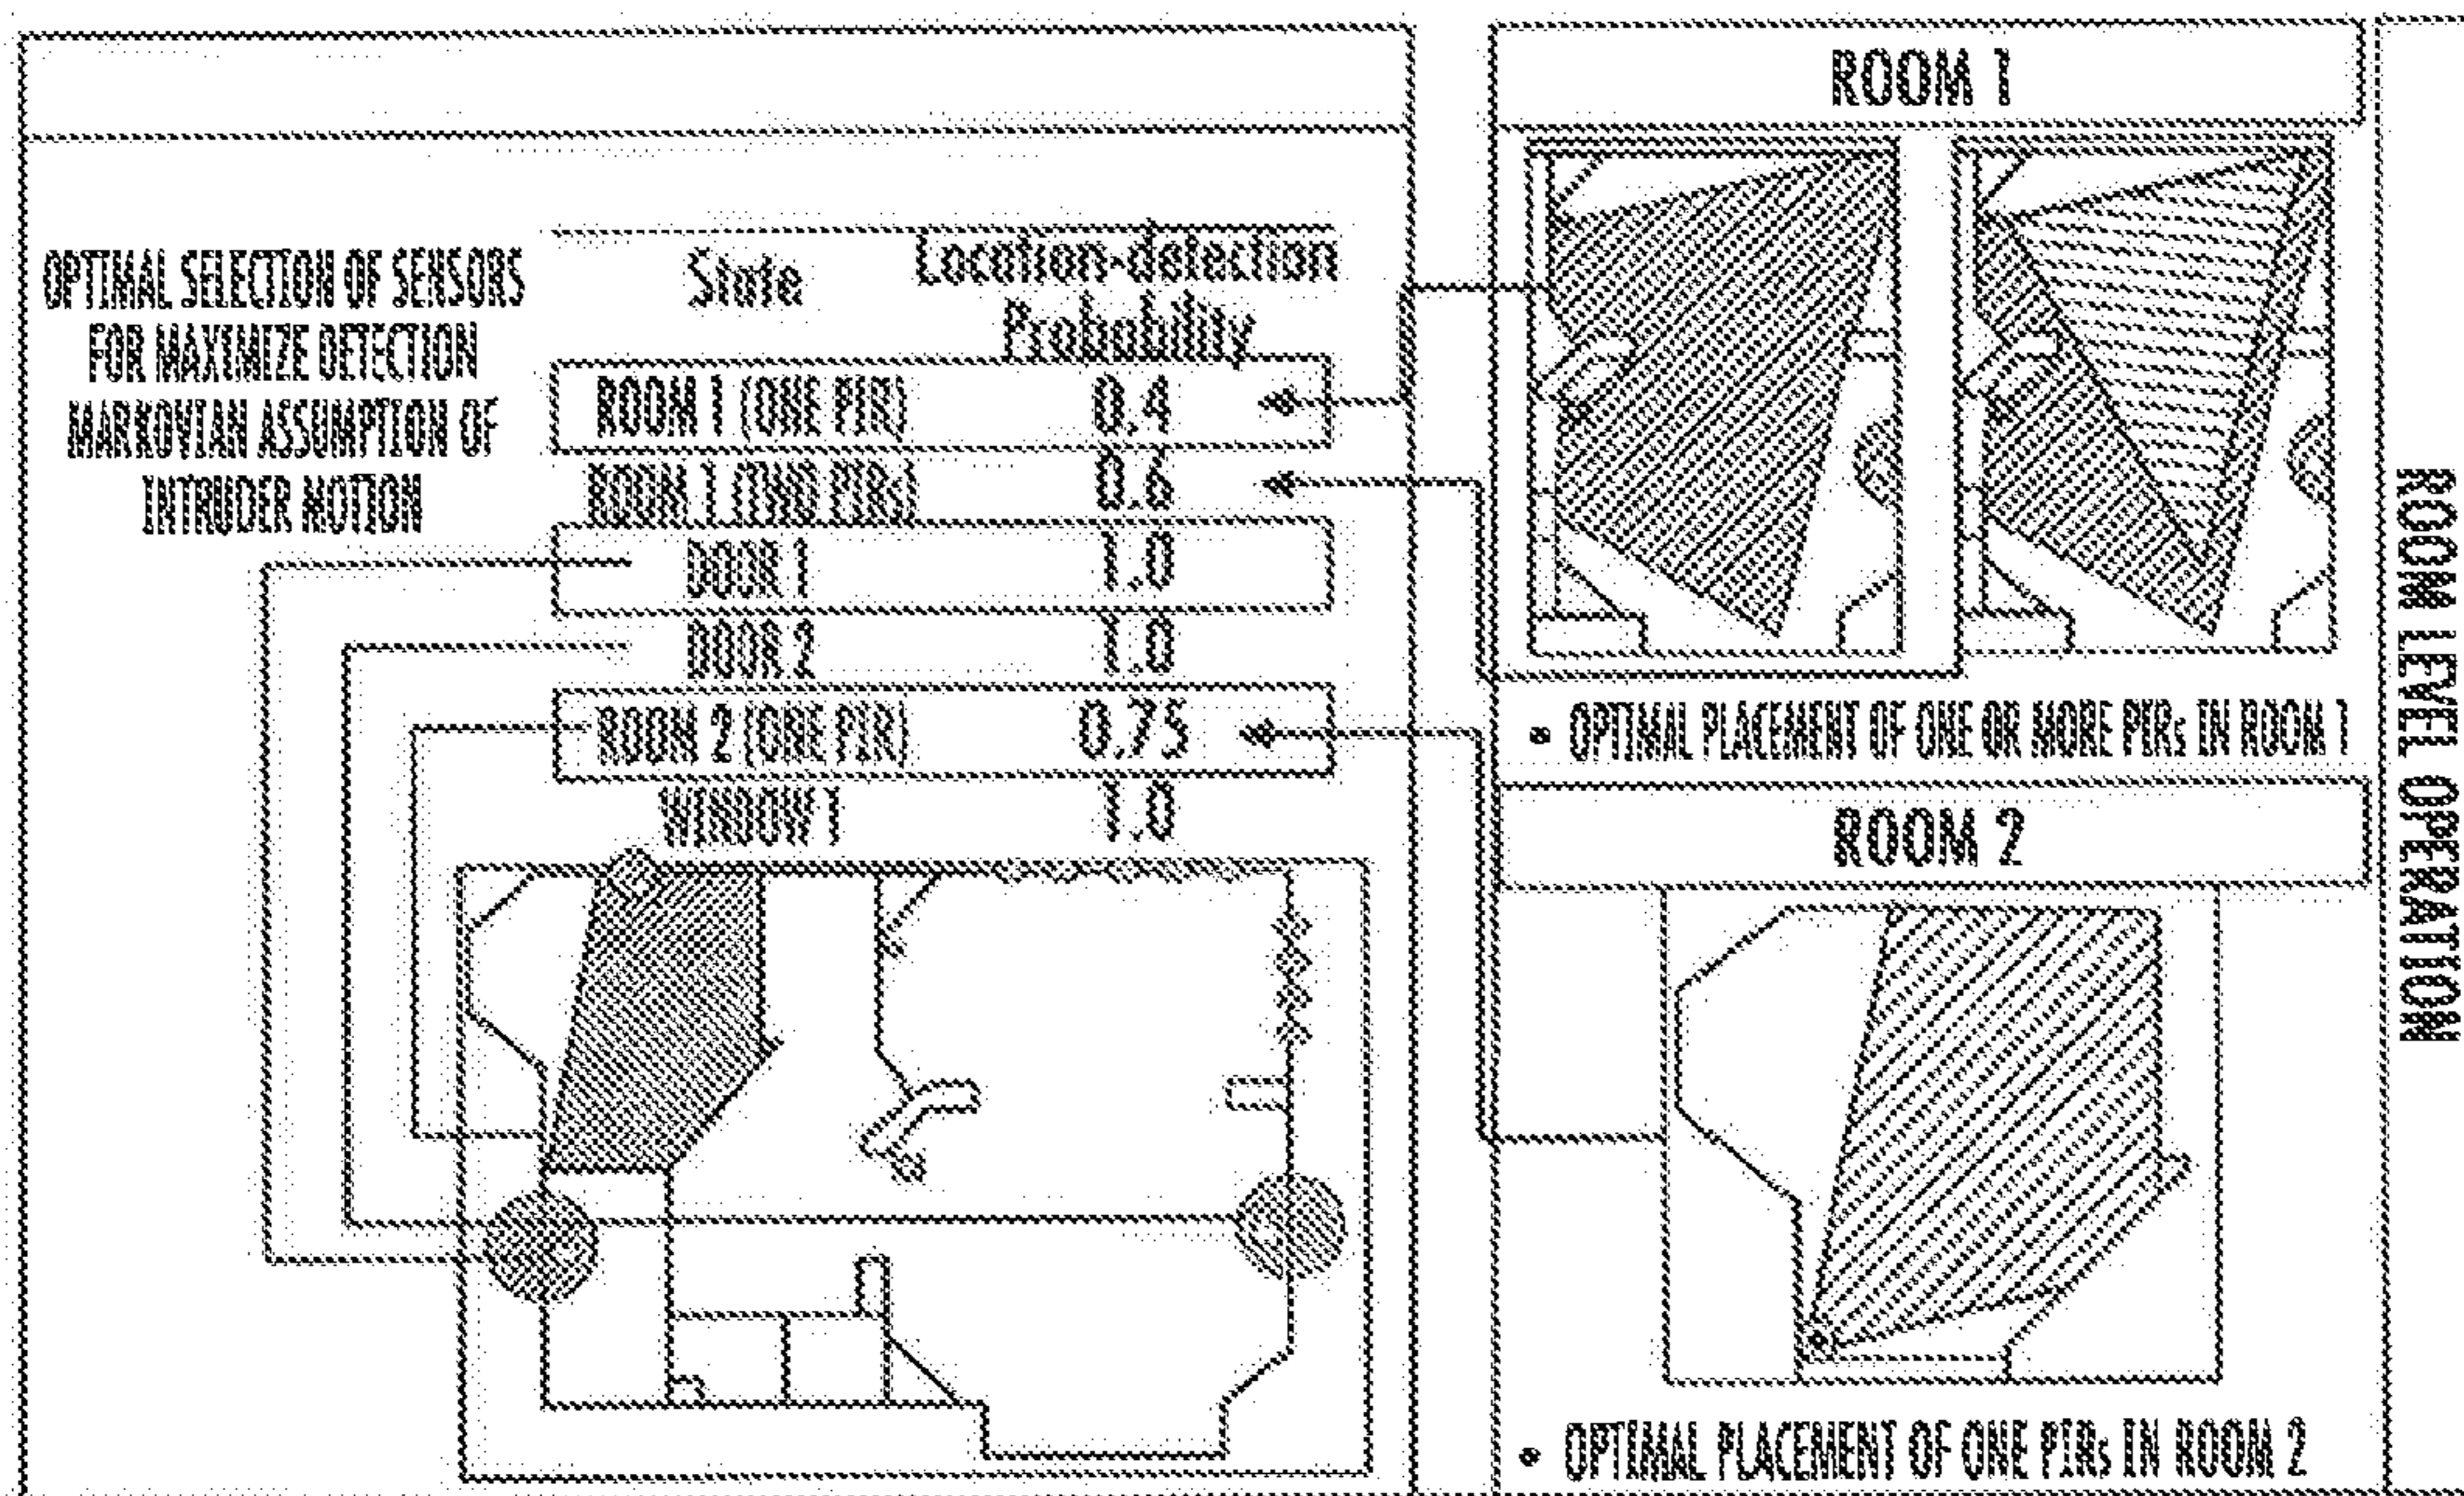 OPTIMAL SELECTION OF SENSORS
FOR MAXIMIZE DETECTION
MARKOVIAN ASSUMPTION OF
INTRUDER MOTION
State Location-detection
Probability
ROOM 1 (ONE PIR) 0.4
ROOM 1 (TWO PIRs) 0.6
DOOR 1 1.0
DOOR 2 1.0
ROOM 2 (ONE PIR) 0.75
WINDOW 1 1.0
ROOM 1
• OPTIMAL PLACEMENT OF ONE OR MORE PIRs IN ROOM 1
ROOM 2
• OPTIMAL PLACEMENT OF ONE PIRs IN ROOM 2
ROOM LEVEL OPERATION